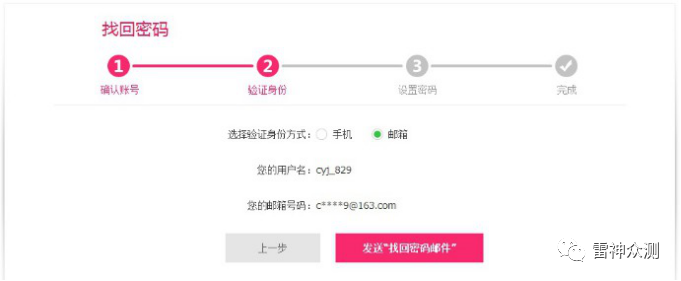 找回密码
1 2 3
确认账号 验证身份 设置密码 完成
选择验证身份方式: 手机 邮箱
您的用户名: cyj_829
您的邮箱号码: c****9@163.com
上一步 发送“找回密码邮件”
雷神众测